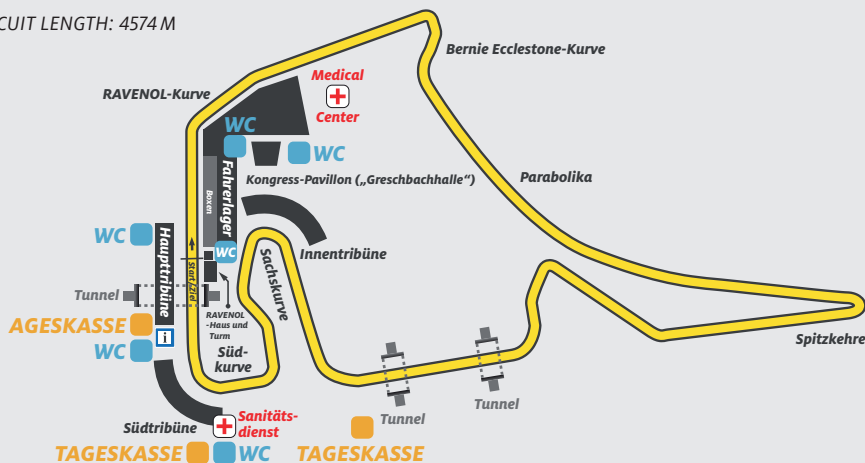 CUIT LENGTH: 4574 M
Bernie Ecclestone-Kurve
Medical
Center
RAVENOL-Kurve
WC
WC
Kongress-Pavillon („Greschbachhalle“)
Parabolika
Boxen
Fahrerlager
WC
Haupttribüne
WC
Innentribüne
Sachskurve
Start/Ziel
Tunnel
RAVENOL
-Haus und
Turm
AGESKASSE
i
WC
Süd-
kurve
Spitzkehre
Tunnel
Tunnel
Südtribüne
Sanitäts-
dienst
TAGESKASSE
WC
TAGESKASSE